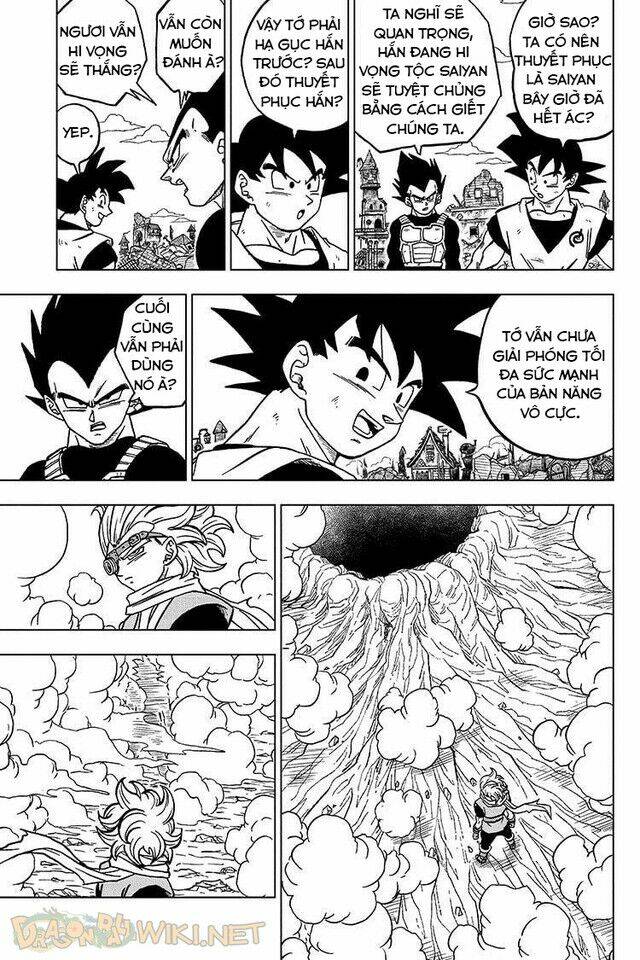 GIỜ SAO?
TA CÓ NÊN
THUYẾT PHỤC
LÀ SAIYAN
BÂY GIỜ ĐÃ
HẾT ÁC?
TA NGHĨ SẼ
QUAN TRỌNG,
HẮN ĐANG HI
VỌNG TỘC SAIYAN
SẼ TUYỆT CHỦNG
BẰNG CÁCH GIẾT
CHÚNG TA.
VẬY TỚ PHẢI
HẠ GỤC HẮN
TRƯỚC? SAU
ĐÓ THUYẾT
PHỤC HẮN?
VẪN CÒN
MUỐN
ĐÁNH À?
NGƯƠI VẪN
HI VỌNG
SẼ THẮNG?
YEP.
TỚ VẪN CHƯA
GIẢI PHÓNG TỐI
ĐA SỨC MẠNH
CỦA BẢN NĂNG
VÔ CỰC.
CUỐI
CÙNG
VẪN PHẢI
DÙNG
NÓ À?
DRAGON BALL WIKI.NET